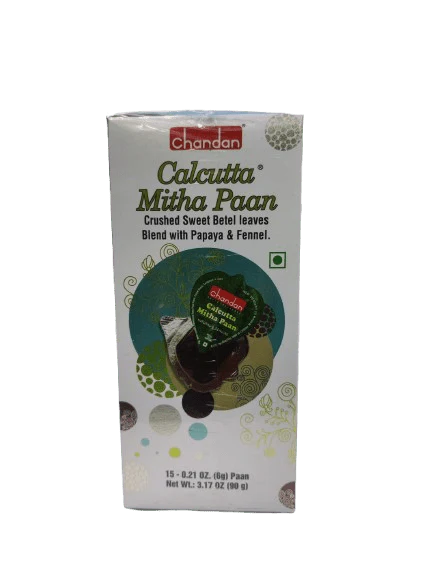 Chandan
Calcutta®
Mitha Paan
Crushed Sweet Betel leaves
Blend with Papaya & Fennel.
Chandan
Calcutta
Mitha Paan
15 - 0.21 OZ. (6g) Paan
Net Wt.: 3.17 OZ (90 g)